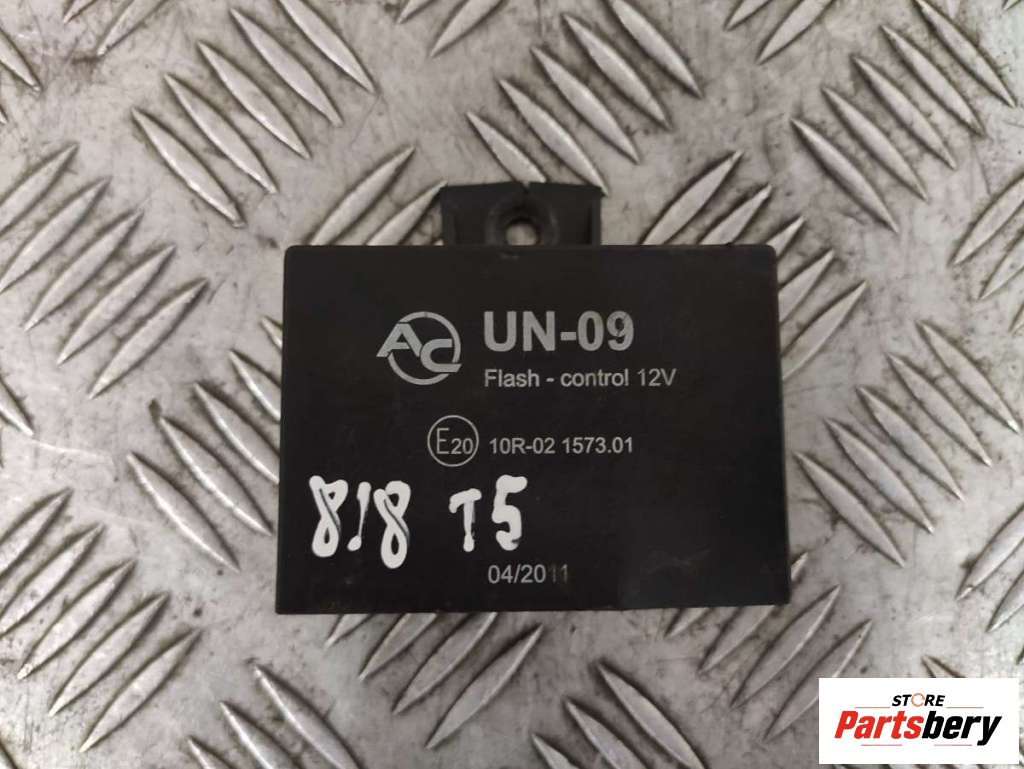 AC UN-09
Flash - control 12V
E20 10R-02 1573.01
818 T5
04/2011
STORE
Partsbery